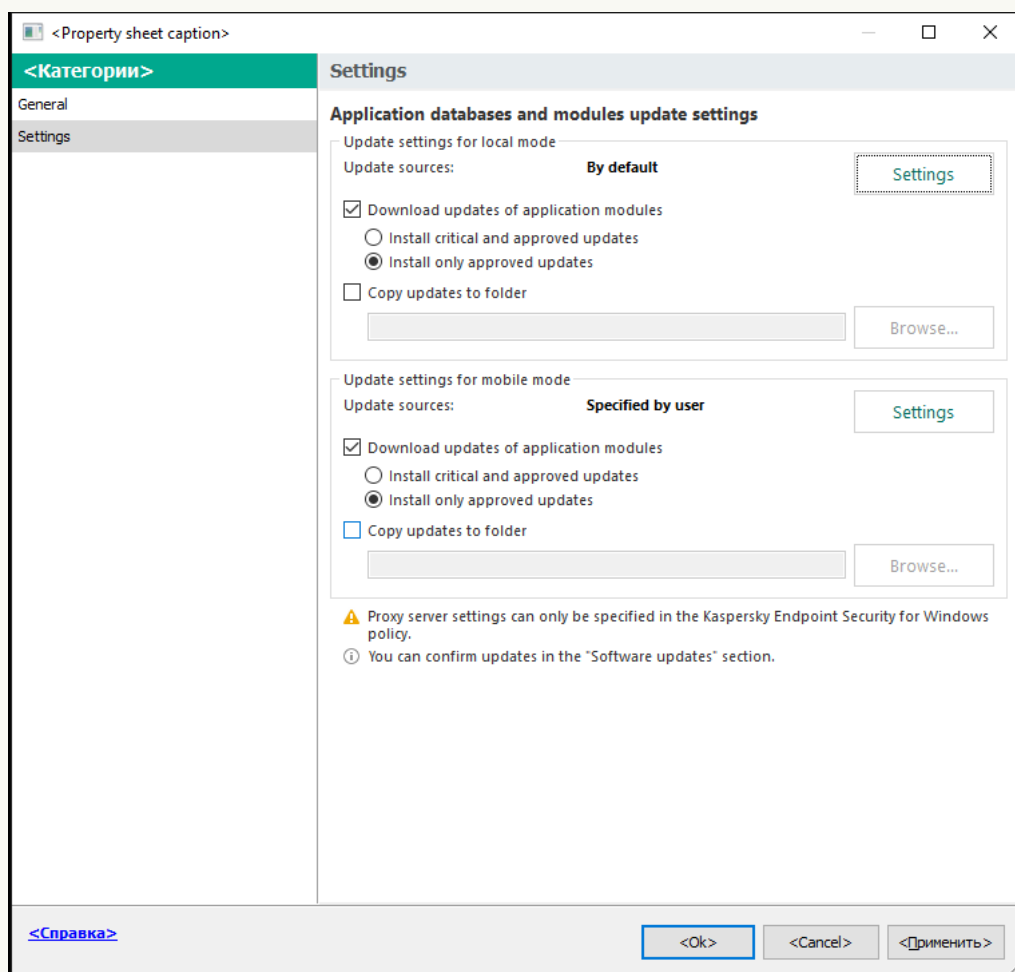 <Property sheet caption>
<Категории>
General
Settings
Settings
Application databases and modules update settings
Update settings for local mode
Update sources: By default
Settings
Download updates of application modules
Install critical and approved updates
Install only approved updates
Copy updates to folder
Browse...
Update settings for mobile mode
Update sources: Specified by user
Settings
Download updates of application modules
Install critical and approved updates
Install only approved updates
Copy updates to folder
Browse...
Proxy server settings can only be specified in the Kaspersky Endpoint Security for Windows
policy.
You can confirm updates in the "Software updates" section.
<Справка>
<Ok> <Cancel> <Применить>